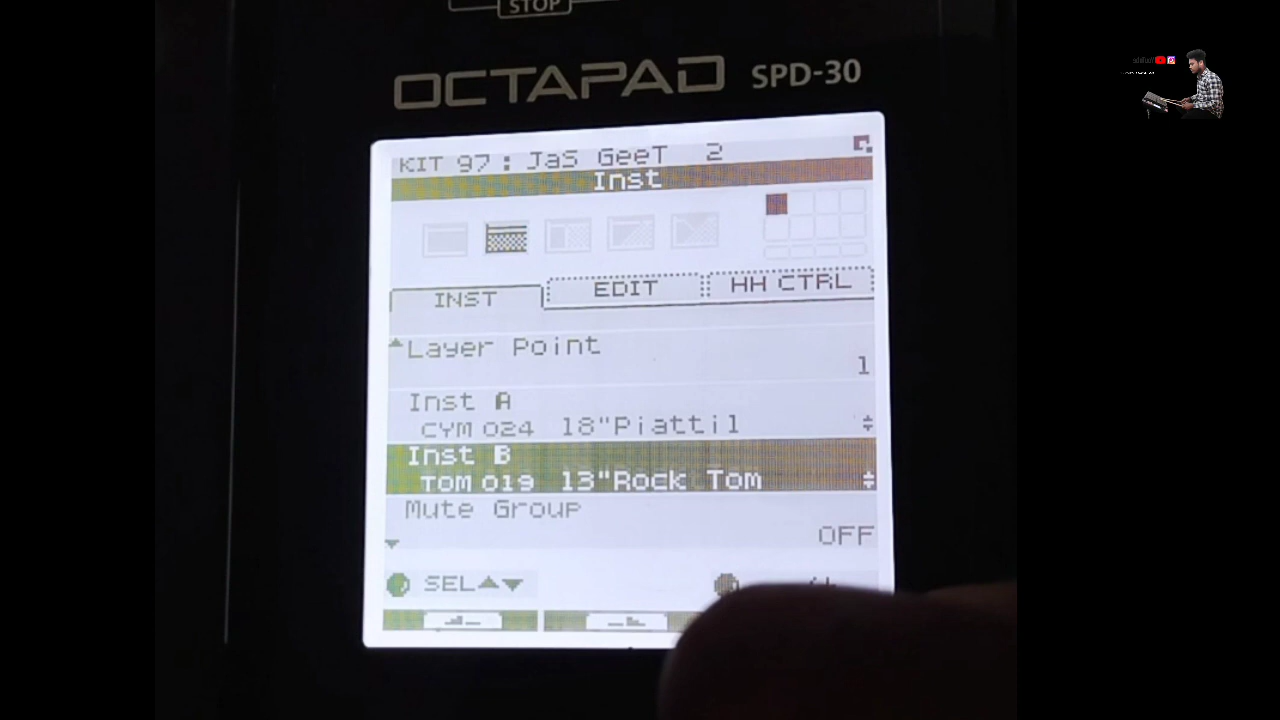 STOP
OCTAPAD SPD-30
KIT 97: JaS GeeT 2
Inst
INST EDIT HH CTRL
Layer Point
1
Inst A
CYM 024 18"Piattil
Inst B
TOM 019 13"Rock Tom
Mute Group
OFF
SEL